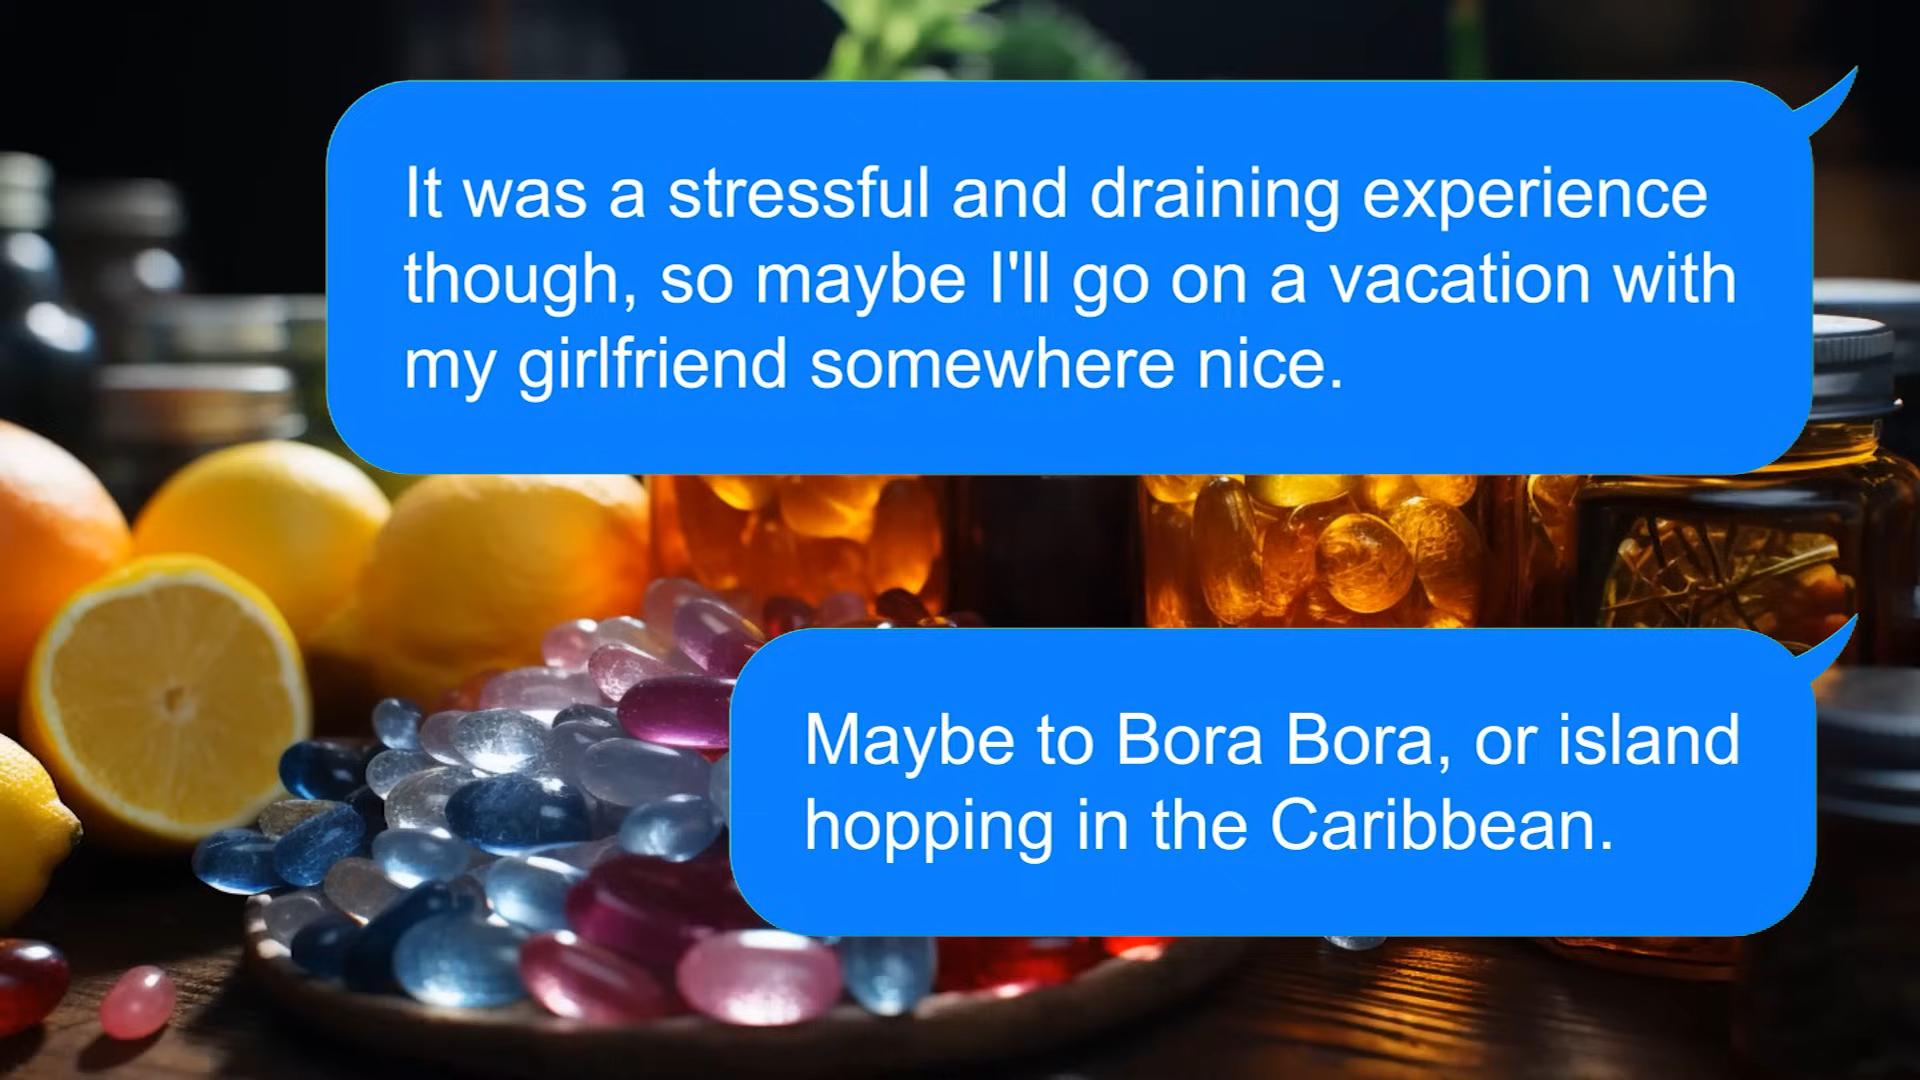 It was a stressful and draining experience
though, so maybe I'll go on a vacation with
my girlfriend somewhere nice.
Maybe to Bora Bora, or island
hopping in the Caribbean.